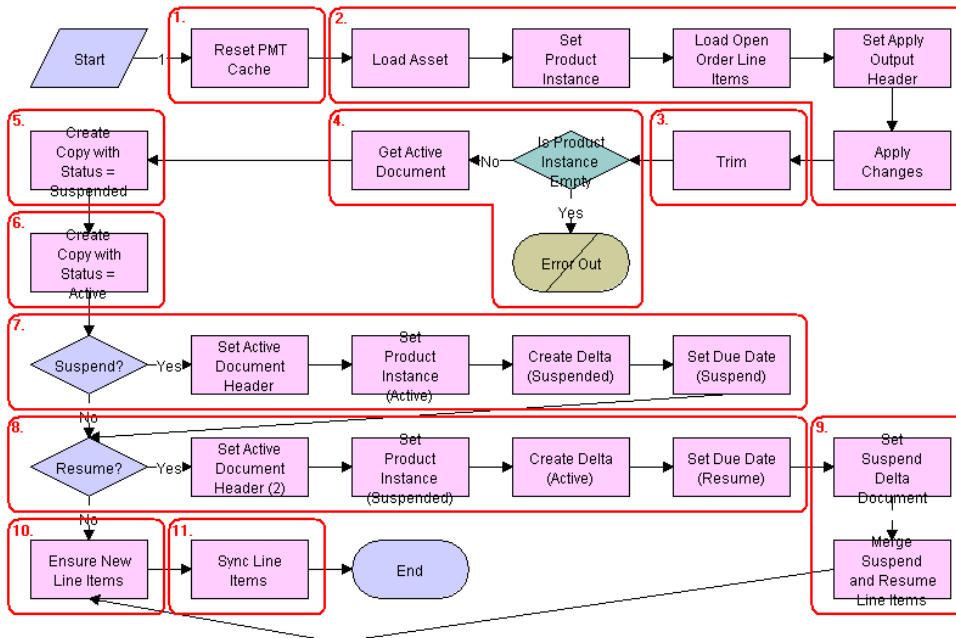 1.
2.
Start
1
Reset PMT
Cache
Load Asset
Set
Product
Instance
Load Open
Order Line
Items
Set Apply
Output
Header
5.
Create
Copy with
Status =
Suspended
4.
Get Active
Document
No
Is Product
Instance
Empty
Yes
Error Out
3.
Trim
Apply
Changes
6.
Create
Copy with
Status =
Active
7.
Suspend?
Yes
No
Set Active
Document
Header
Set
Product
Instance
(Active)
Create Delta
(Suspended)
Set Due Date
(Suspend)
8.
Resume?
Yes
No
Set Active
Document
Header (2)
Set
Product
Instance
(Suspended)
Create Delta
(Active)
Set Due Date
(Resume)
9.
Set
Suspend
Delta
Document
Merge
Suspend
and Resume
Line Items
10.
Ensure New
Line Items
11.
Sync Line
Items
End